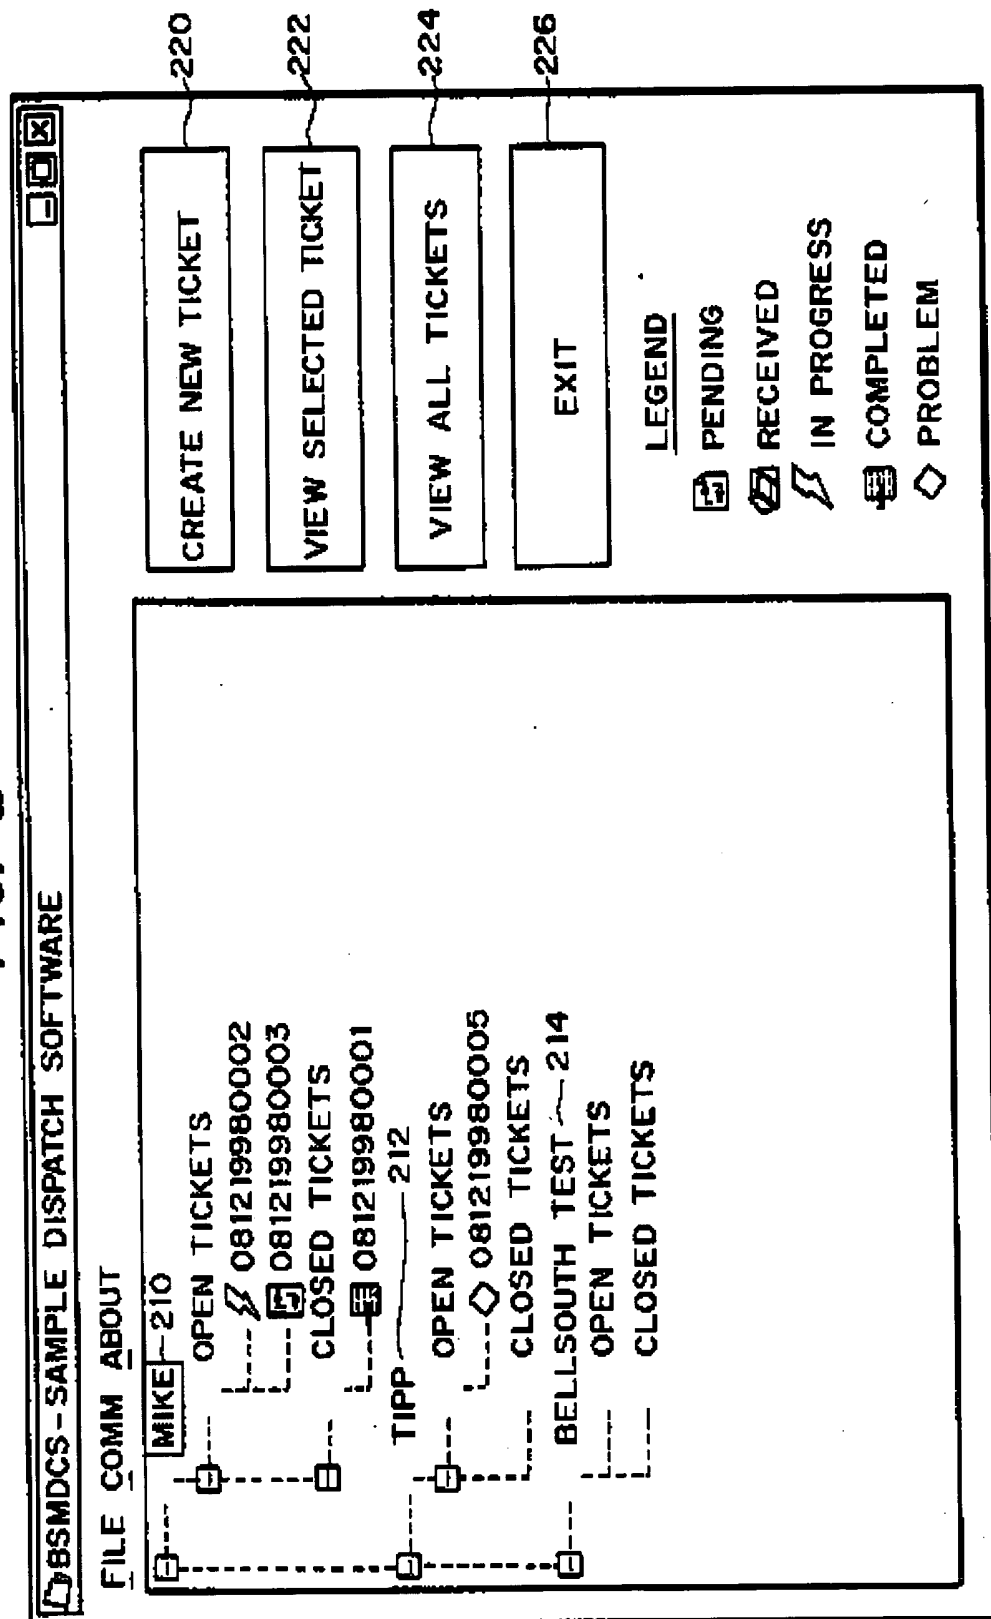 BSMDCS-SAMPLE DISPATCH SOFTWARE
FILE COMM ABOUT
MIKE 210
OPEN TICKETS
081219980002
081219980003
CLOSED TICKETS
081219980001
TIPP 212
OPEN TICKETS
081219980005
CLOSED TICKETS
BELLSOUTH TEST 214
OPEN TICKETS
CLOSED TICKETS
CREATE NEW TICKET 220
VIEW SELECTED TICKET 222
VIEW ALL TICKETS 224
EXIT 226
LEGEND
PENDING
RECEIVED
IN PROGRESS
COMPLETED
PROBLEM